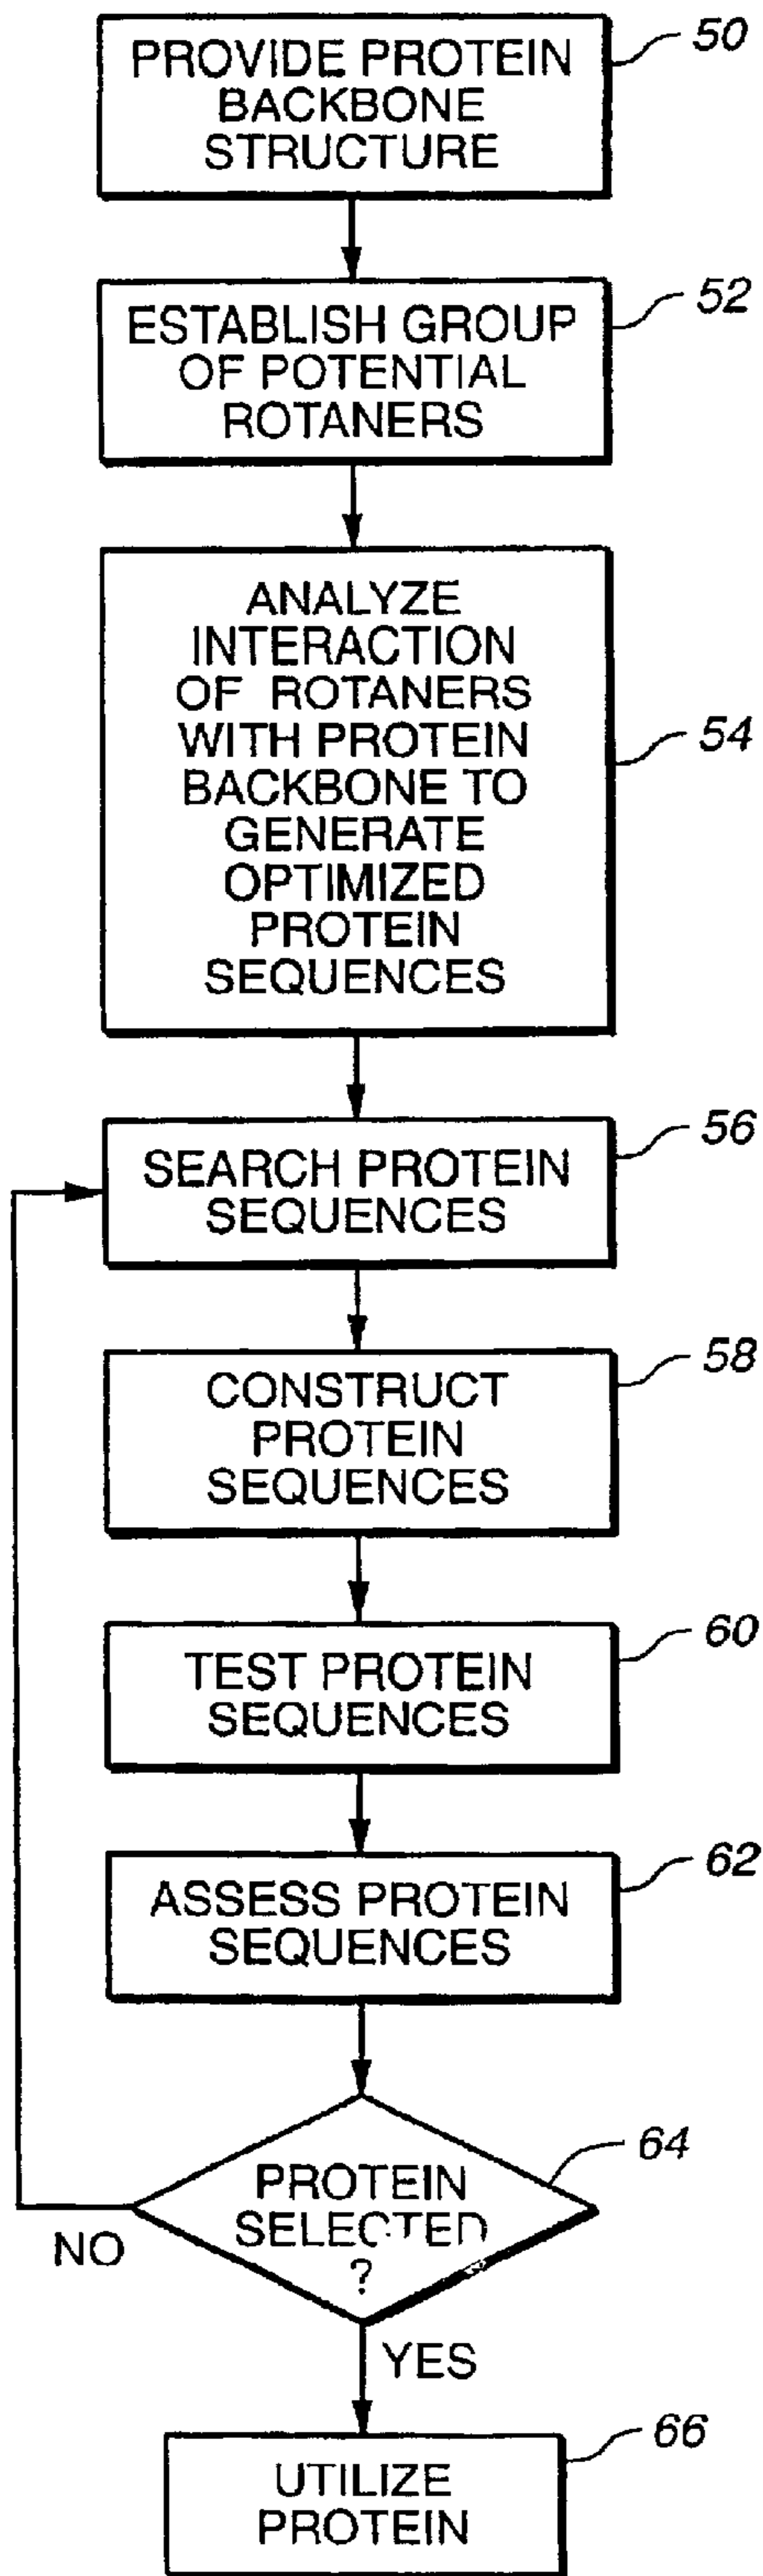 PROVIDE PROTEIN
BACKBONE
STRUCTURE
50
ESTABLISH GROUP
OF POTENTIAL
ROTANERS
52
ANALYZE
INTERACTION
OF ROTANERS
WITH PROTEIN
BACKBONE TO
GENERATE
OPTIMIZED
PROTEIN
SEQUENCES
54
SEARCH PROTEIN
SEQUENCES
56
CONSTRUCT
PROTEIN
SEQUENCES
58
TEST PROTEIN
SEQUENCES
60
ASSESS PROTEIN
SEQUENCES
62
PROTEIN
SELECTED
?
64
NO
YES
UTILIZE
PROTEIN
66